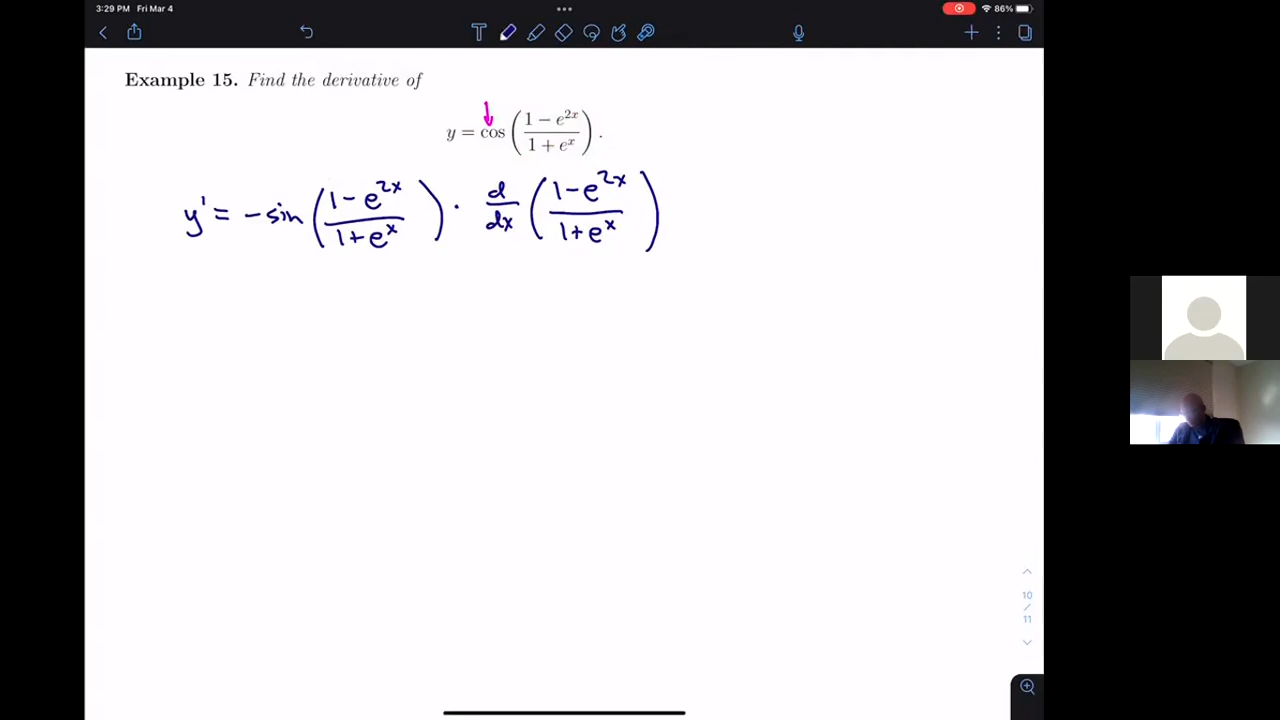 3:29 PM Fri Mar 4
86%
Example 15. Find the derivative of
y = cos ( (1 − e^{2x}) / (1 + e^x) ) .
y' = − sin ( (1 − e^{2x}) / (1 + e^x) ) · d/dx ( (1 − e^{2x}) / (1 + e^x) )
10
/
11